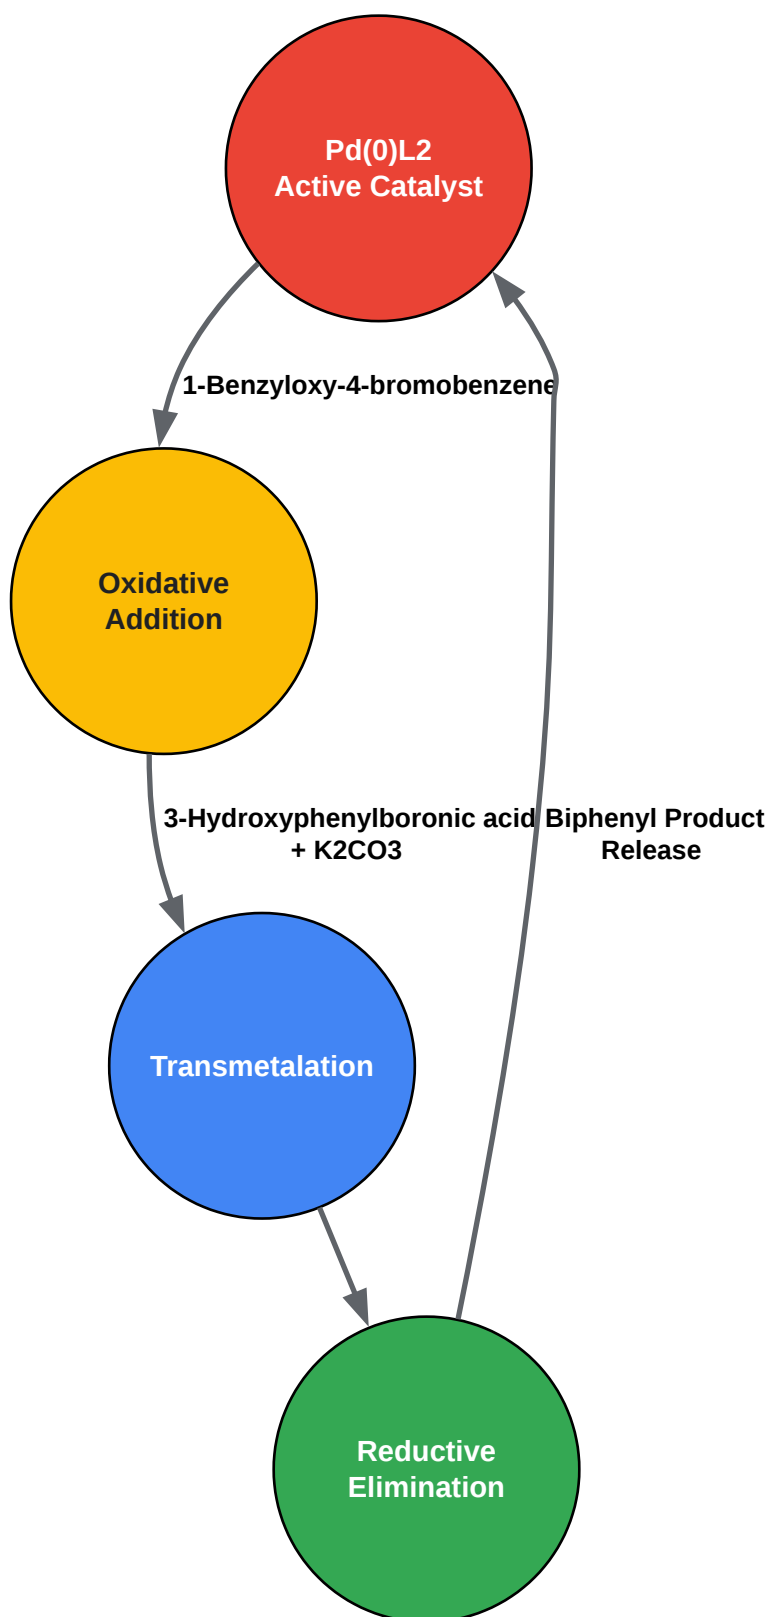 Pd(0)L2
Active Catalyst
1-Benzyloxy-4-bromobenzene
Oxidative
Addition
3-Hydroxyphenylboronic acid
+ K2CO3
Biphenyl Product
Release
Transmetalation
Reductive
Elimination